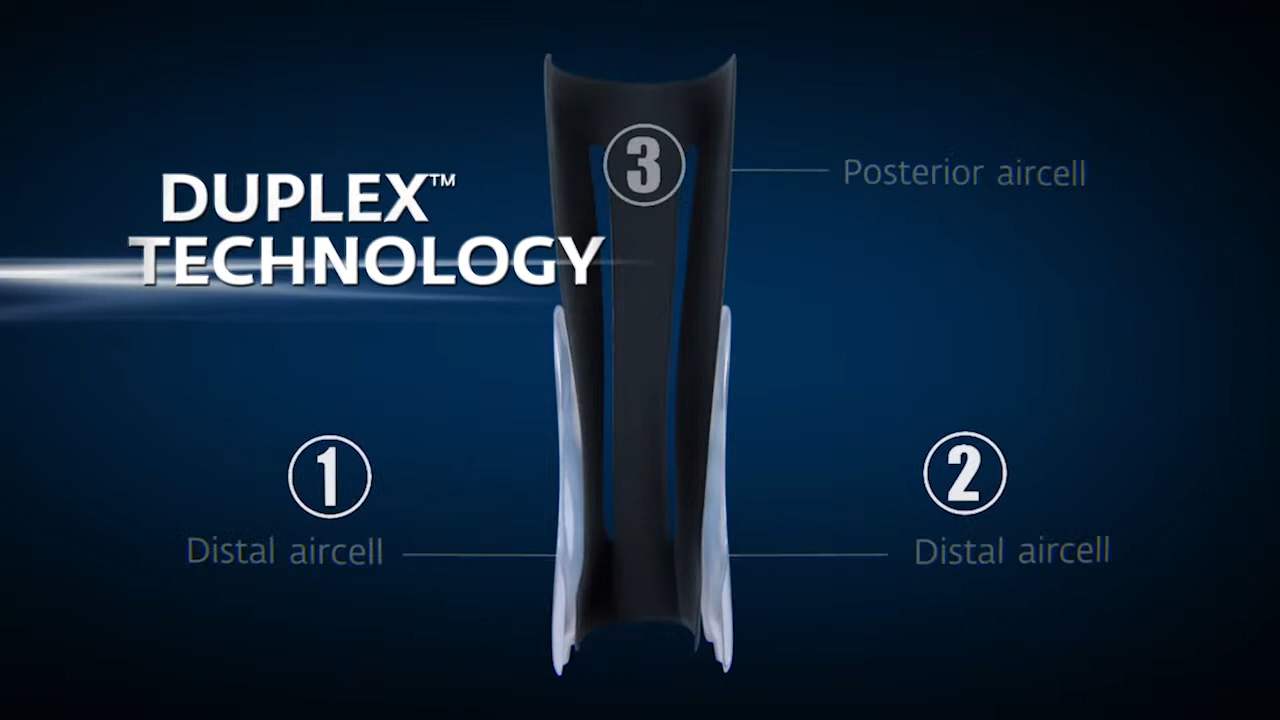 DUPLEX™
TECHNOLOGY
3
Posterior aircell
1
Distal aircell
2
Distal aircell